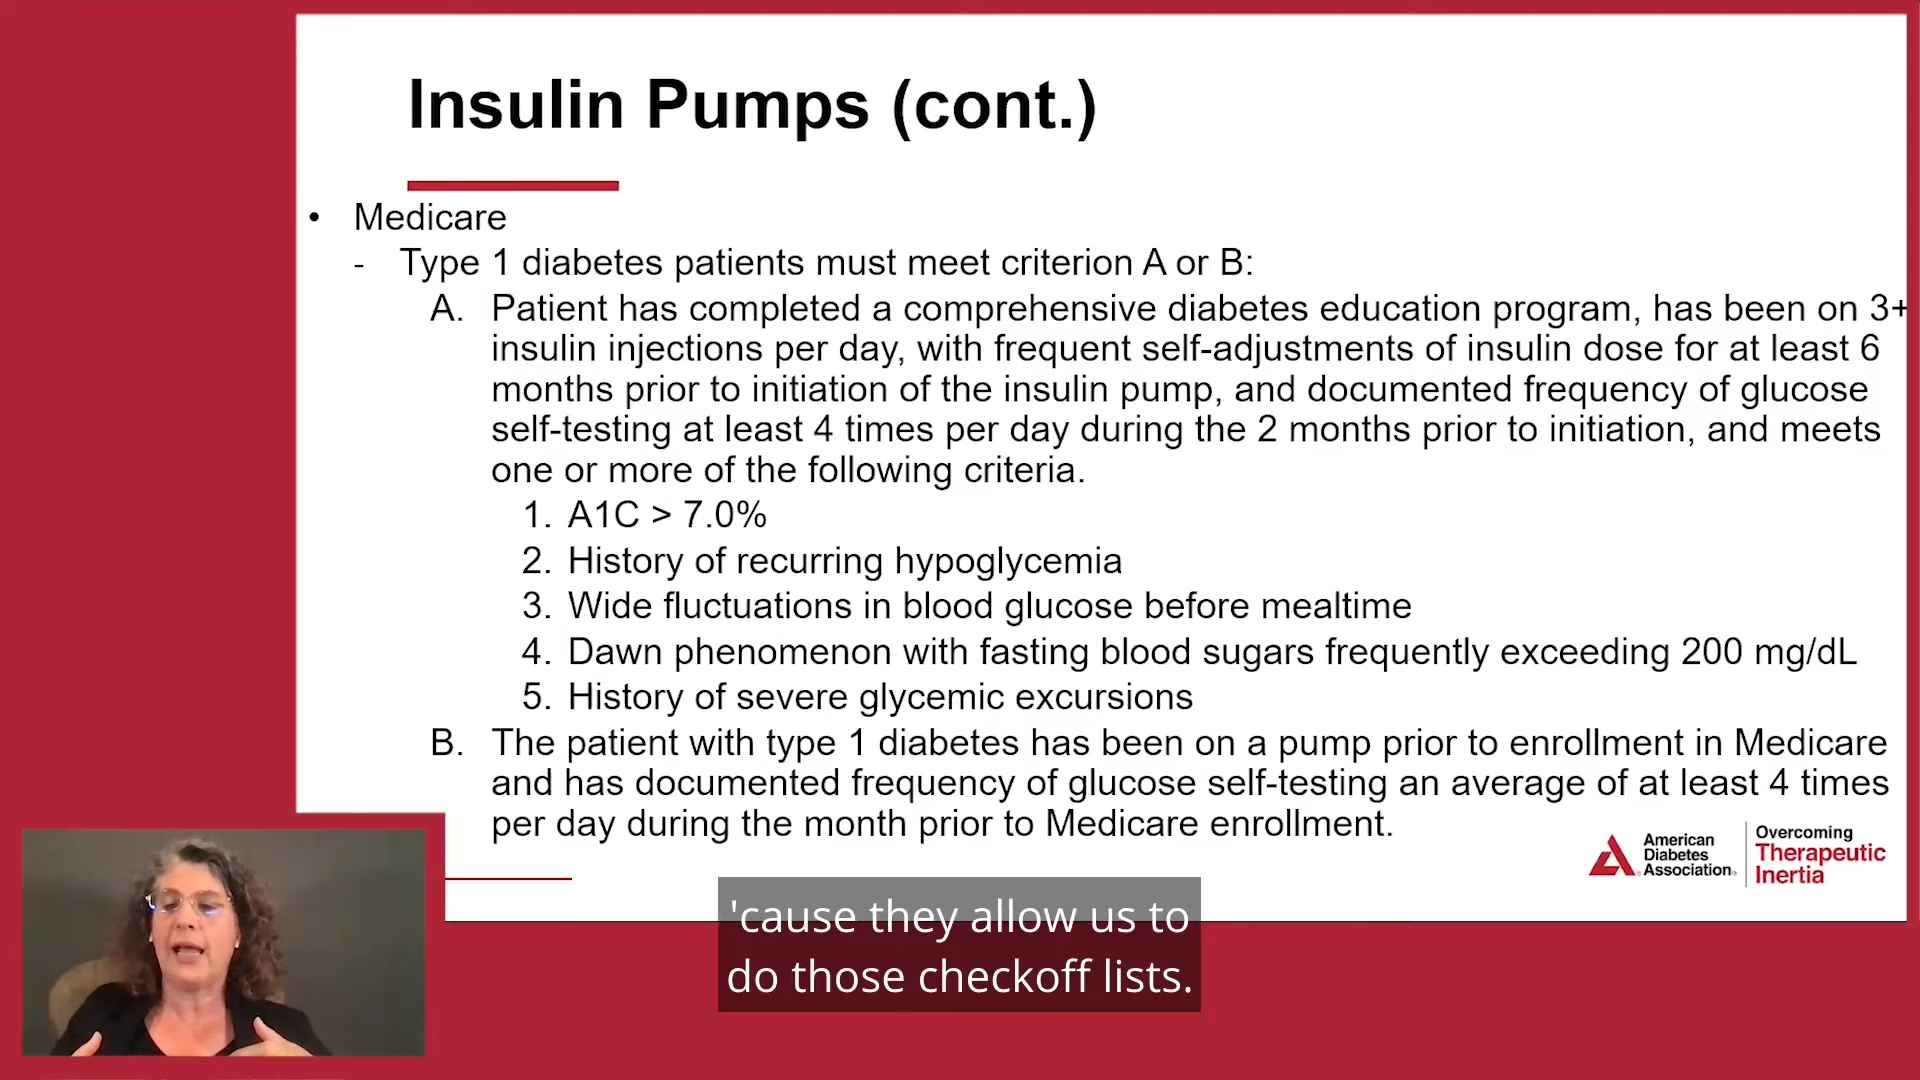 Insulin Pumps (cont.)
• Medicare
- Type 1 diabetes patients must meet criterion A or B:
A. Patient has completed a comprehensive diabetes education program, has been on 3+
insulin injections per day, with frequent self-adjustments of insulin dose for at least 6
months prior to initiation of the insulin pump, and documented frequency of glucose
self-testing at least 4 times per day during the 2 months prior to initiation, and meets
one or more of the following criteria.
1. A1C > 7.0%
2. History of recurring hypoglycemia
3. Wide fluctuations in blood glucose before mealtime
4. Dawn phenomenon with fasting blood sugars frequently exceeding 200 mg/dL
5. History of severe glycemic excursions
B. The patient with type 1 diabetes has been on a pump prior to enrollment in Medicare
and has documented frequency of glucose self-testing an average of at least 4 times
per day during the month prior to Medicare enrollment.
American
Diabetes
Association.
Overcoming
Therapeutic
Inertia
'cause they allow us to
do those checkoff lists.